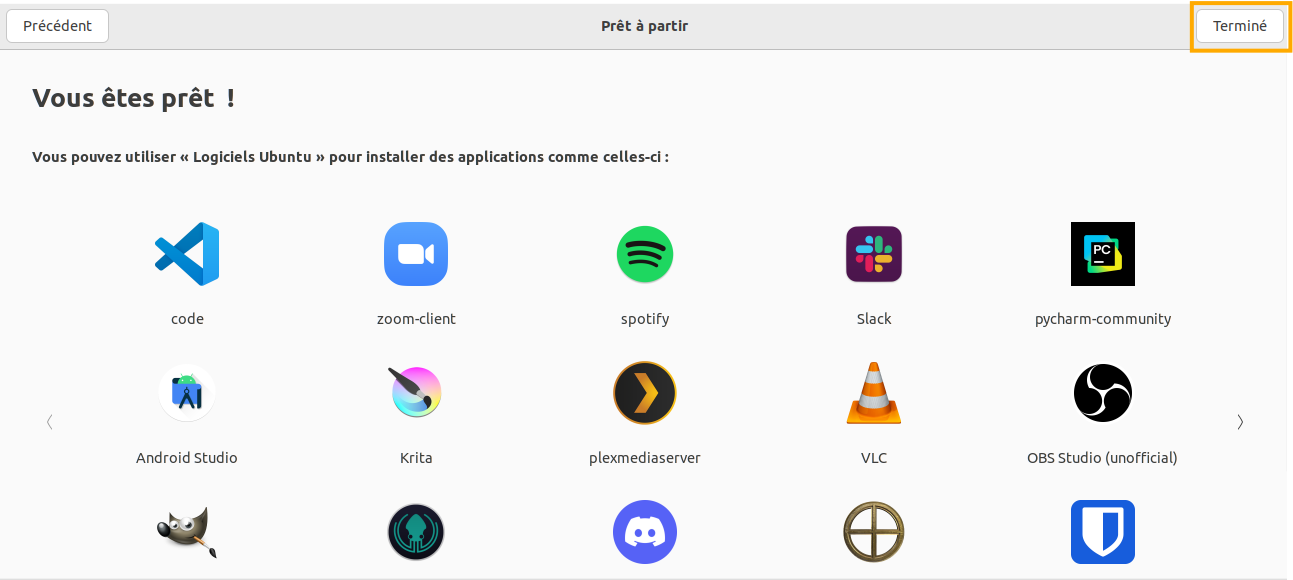 Précédent
Prêt à partir
Terminé
Vous êtes prêt !
Vous pouvez utiliser « Logiciels Ubuntu » pour installer des applications comme celles-ci :
PC
code
zoom-client
spotify
Slack
pycharm-community
Android Studio
Krita
plexmediaserver
VLC
OBS Studio (unofficial)